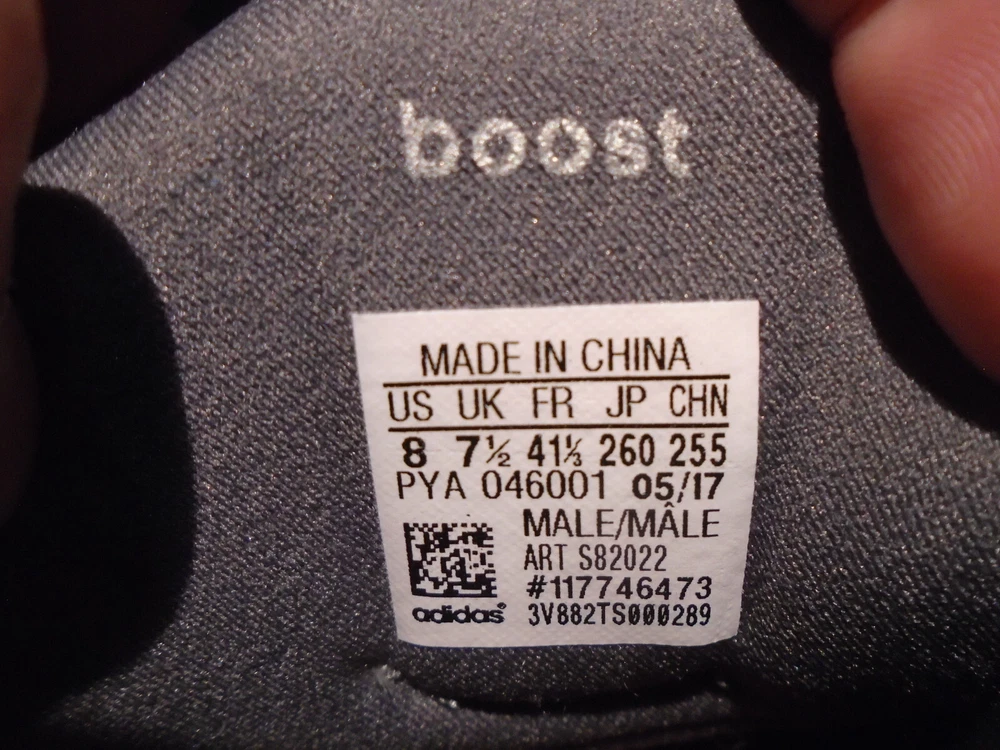 boost
MADE IN CHINA
US UK FR JP CHN
8 7½ 41⅓ 260 255
PYA 046001 05/17
MALE/MÂLE
ART S82022
#117746473
adidas® 3V882TS000289